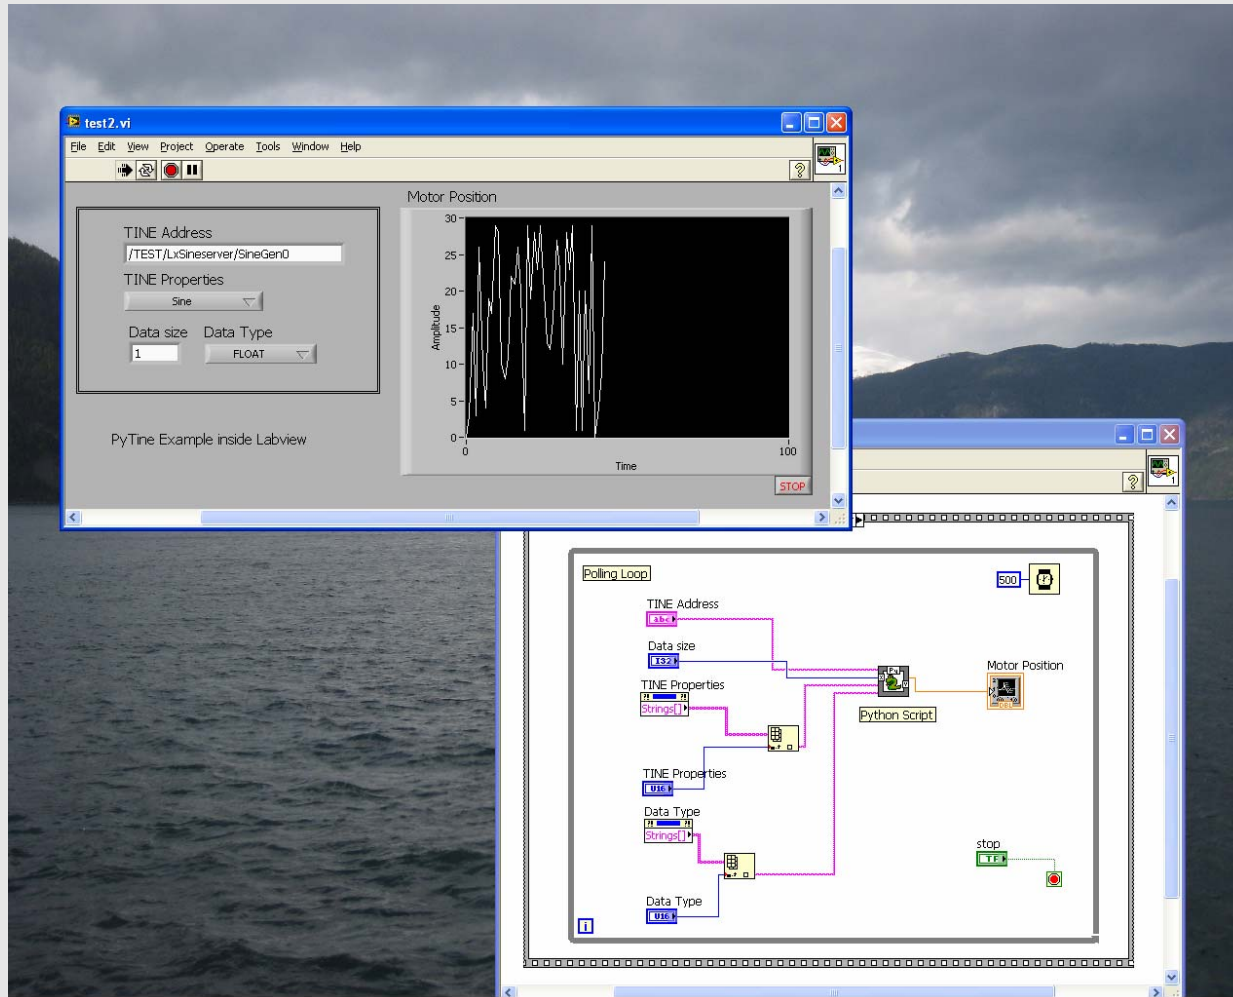 test2.vi
File Edit View Project Operate Tools Window Help
1
TINE Address
/TEST/LxSineserver/SineGen0
TINE Properties
Sine
Data size Data Type
1 FLOAT
PyTine Example inside Labview
Motor Position
30
25
20
15
10
5
0
Amplitude
0 100
Time
STOP
1
Polling Loop
500
TINE Address
abc
Data size
I32
TINE Properties
Strings[]
TINE Properties
U16
Data Type
Strings[]
Data Type
U16
Py
Python Script
Motor Position
stop
TF
i